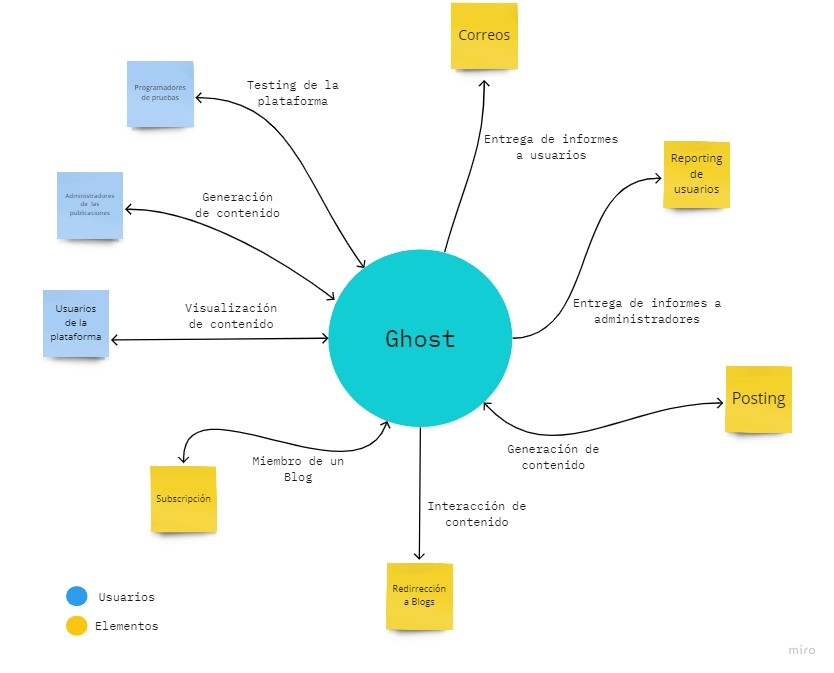 Correos
Programadores
de pruebas
Testing de la
plataforma
Entrega de informes
a usuarios
Reporting
de
usuarios
Administradores
de las
publicaciones
Generación
de contenido
Usuarios
de la
plataforma
Visualización
de contenido
Entrega de informes a
administradores
Ghost
Posting
Generación de
contenido
Miembro de un
Blog
Subscripción
Interacción de
contenido
Redirrección
a Blogs
Usuarios
Elementos
miro